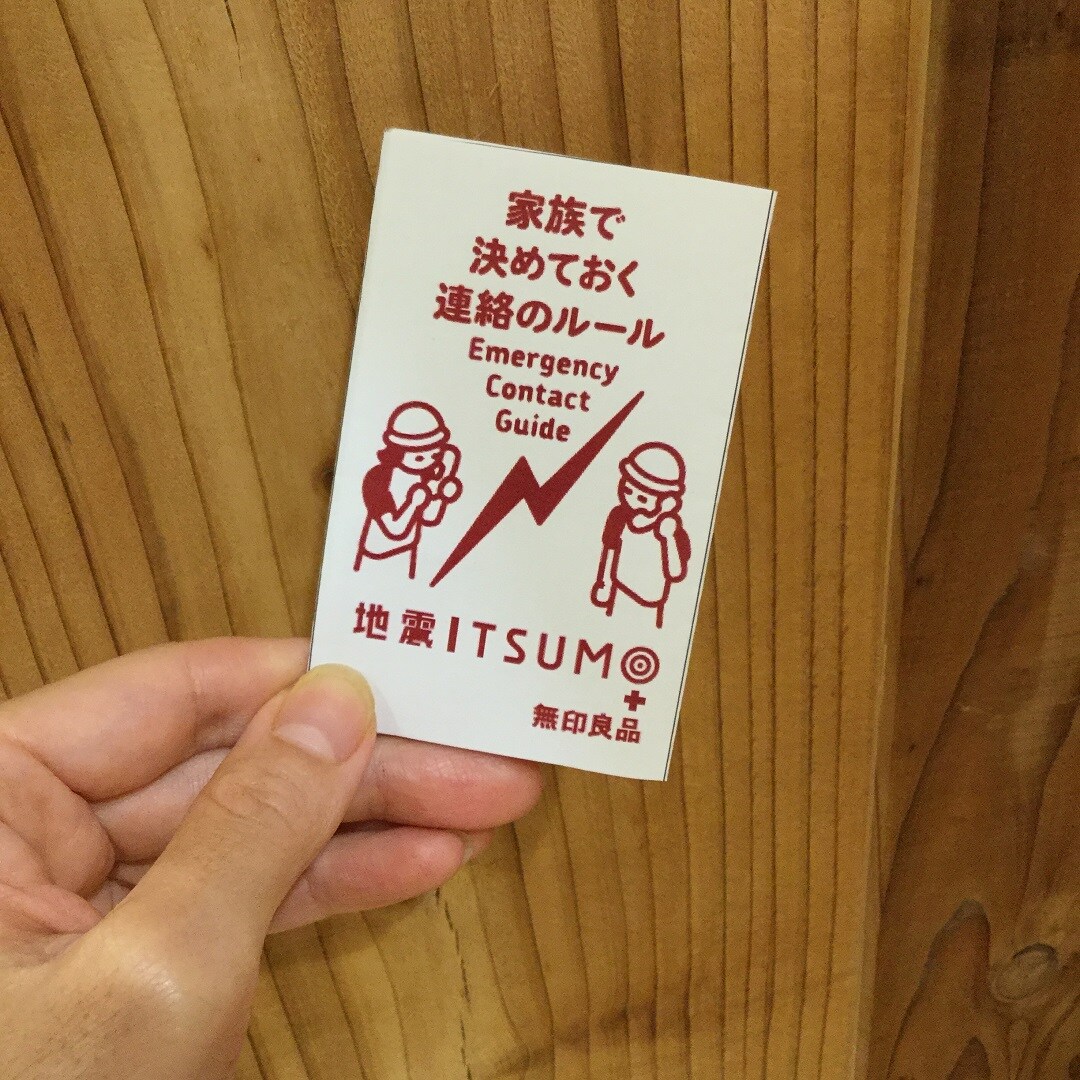 家族で
決めておく
連絡のルール
Emergency
Contact
Guide
地震ITSUMO
+
無印良品